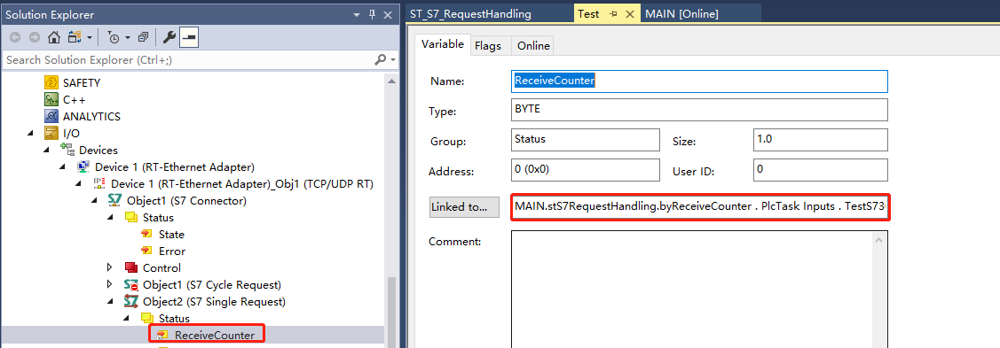 Solution Explorer
Search Solution Explorer (Ctrl+;)
SAFETY
C++
ANALYTICS
I/O
Devices
Device 1 (RT-Ethernet Adapter)
Device 1 (RT-Ethernet Adapter)_Obj1 (TCP/UDP RT)
Object1 (S7 Connector)
Status
State
Error
Control
Object1 (S7 Cycle Request)
Object2 (S7 Single Request)
Status
ReceiveCounter
ST_S7_RequestHandling
Test
MAIN [Online]
Variable
Flags
Online
Name:
ReceiveCounter
Type:
BYTE
Group:
Status
Size:
1.0
Address:
0 (0x0)
User ID:
0
Linked to...
MAIN.stS7RequestHandling.byReceiveCounter . PlcTask Inputs . TestS73
Comment: